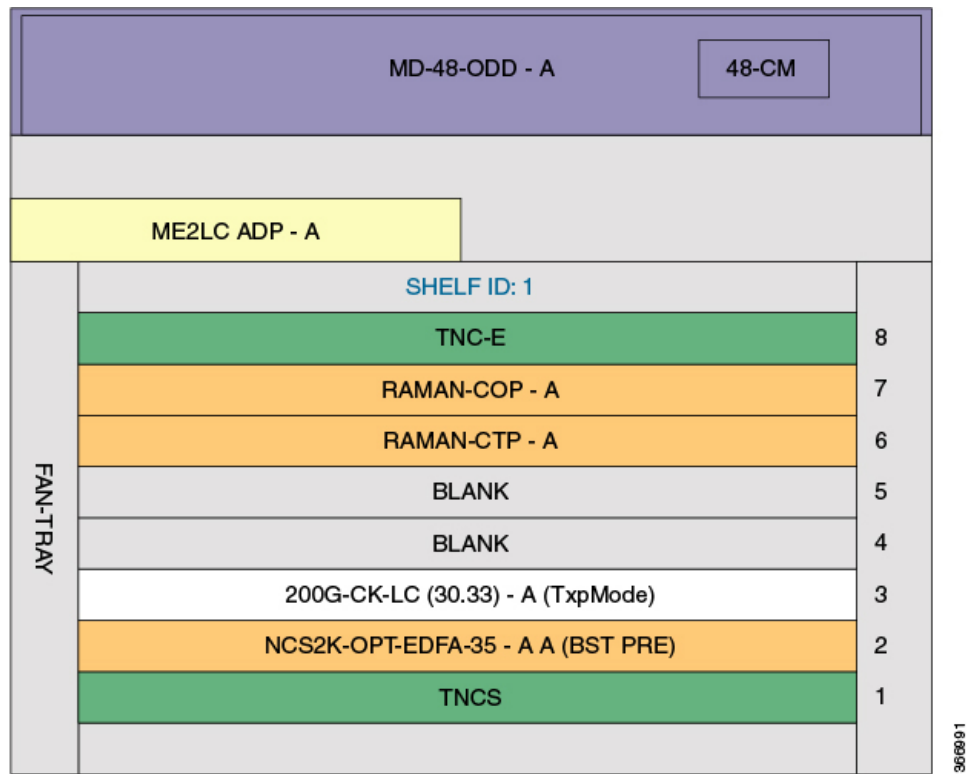 MD-48-ODD - A
48-CM
ME2LC ADP - A
SHELF ID: 1
TNC-E 8
RAMAN-COP - A 7
RAMAN-CTP - A 6
BLANK 5
BLANK 4
200G-CK-LC (30.33) - A (TxpMode) 3
NCS2K-OPT-EDFA-35 - A A (BST PRE) 2
TNCS 1
FAN-TRAY
366991